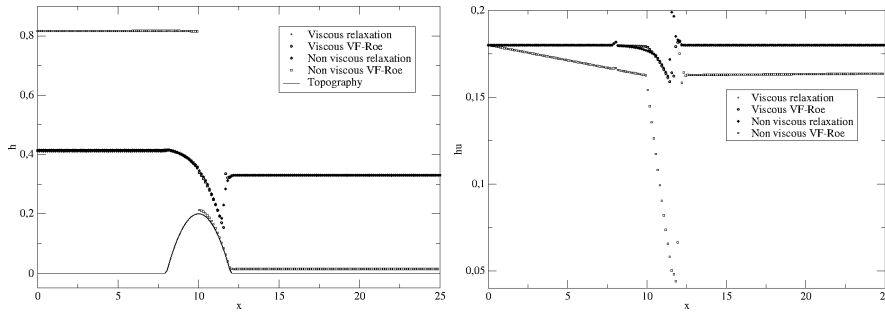 0,8
0,6
0,4
0,2
0
h
0
5
10
15
20
25
x
Viscous relaxation
Viscous VF-Roe
Non viscous relaxation
Non viscous VF-Roe
Topography
0,2
0,15
0,1
0,05
hu
0
5
10
15
20
25
x
Viscous relaxation
Viscous VF-Roe
Non viscous relaxation
Non viscous VF-Roe